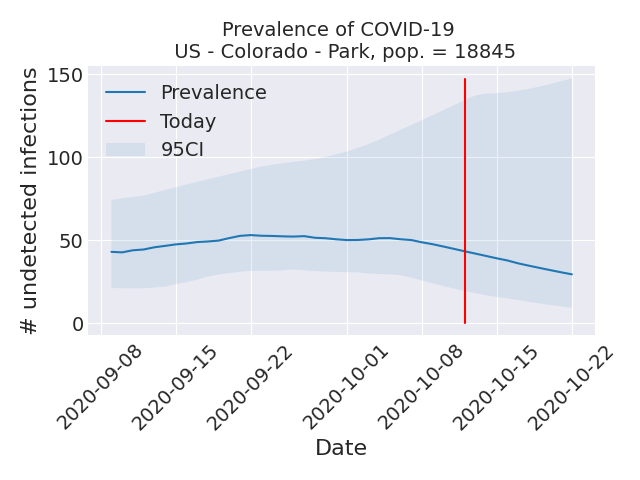 Prevalence of COVID-19
US - Colorado - Park, pop. = 18845
150
100
50
0
# undetected infections
Prevalence
Today
95CI
2020-09-08
2020-09-15
2020-09-22
2020-10-01
2020-10-08
2020-10-15
2020-10-22
Date